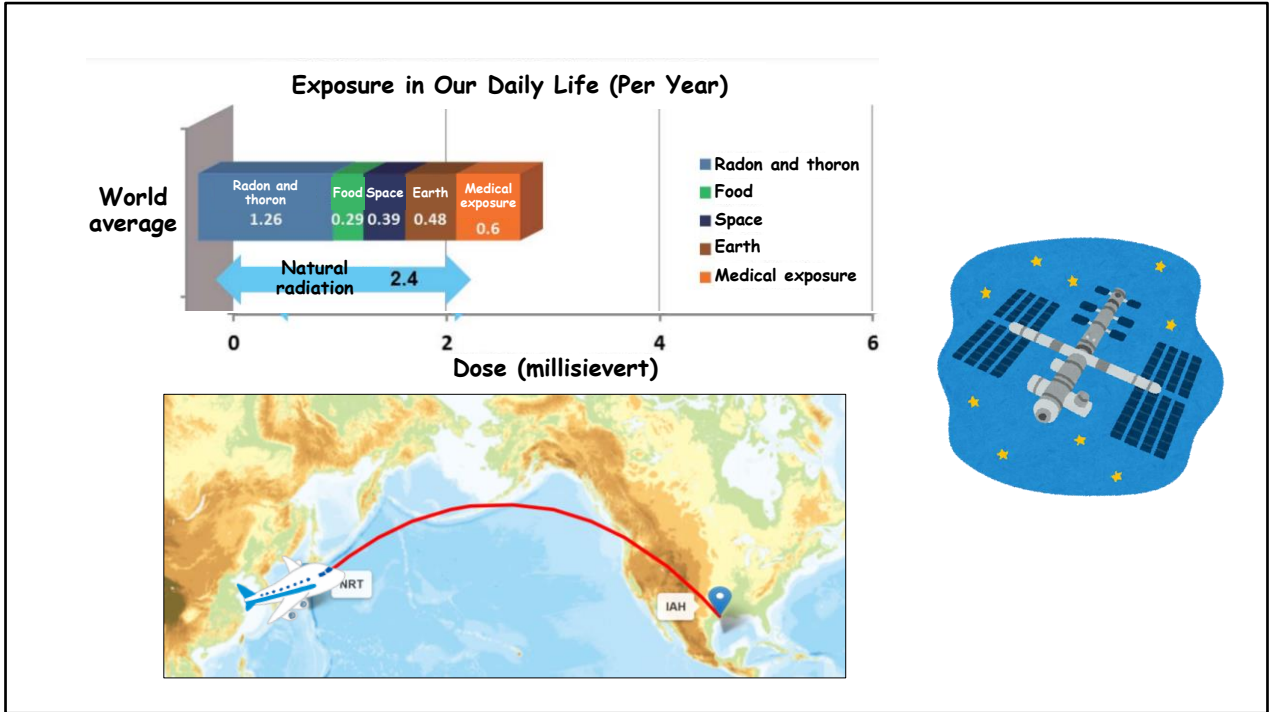 Exposure in Our Daily Life (Per Year)
World
average
Radon and
thoron
1.26
Food
0.29
Space
0.39
Earth
0.48
Medical
exposure
0.6
Natural
radiation
2.4
Radon and thoron
Food
Space
Earth
Medical exposure
0 2 4 6
Dose (millisievert)
NRT
IAH